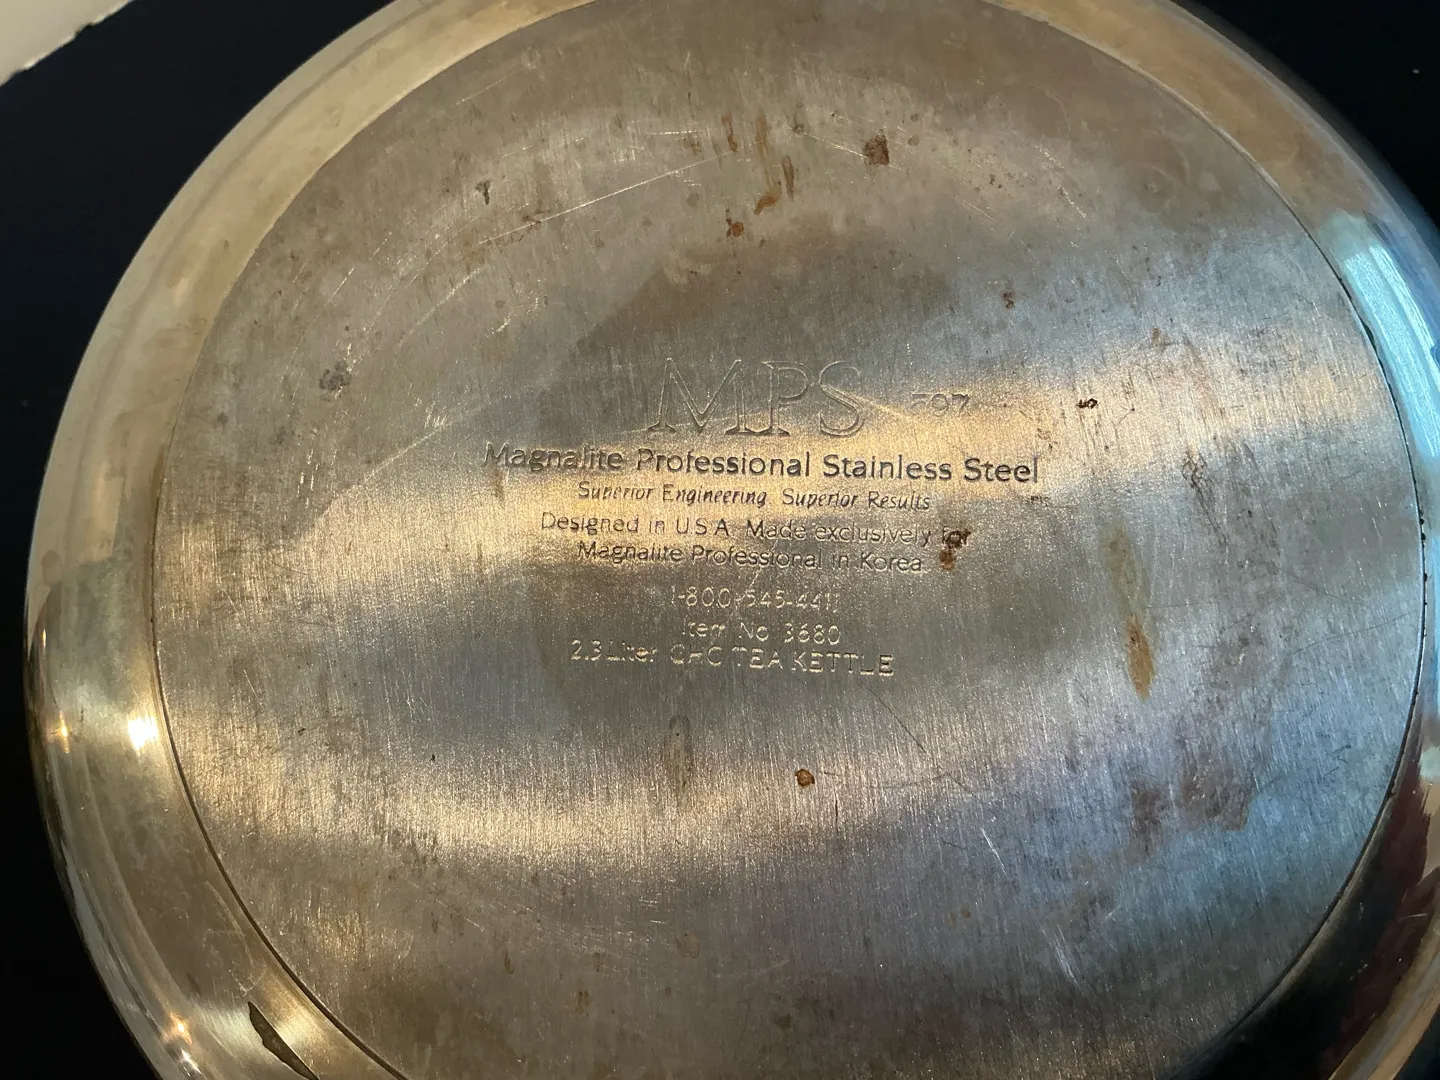 MPS 597
Magnalite Professional Stainless Steel
Superior Engineering. Superior Results
Designed in U.S.A. Made exclusively for
Magnalite Professional in Korea.
1-800-545-4411
Item No 3680
2.3 Liter CHC TEA KETTLE